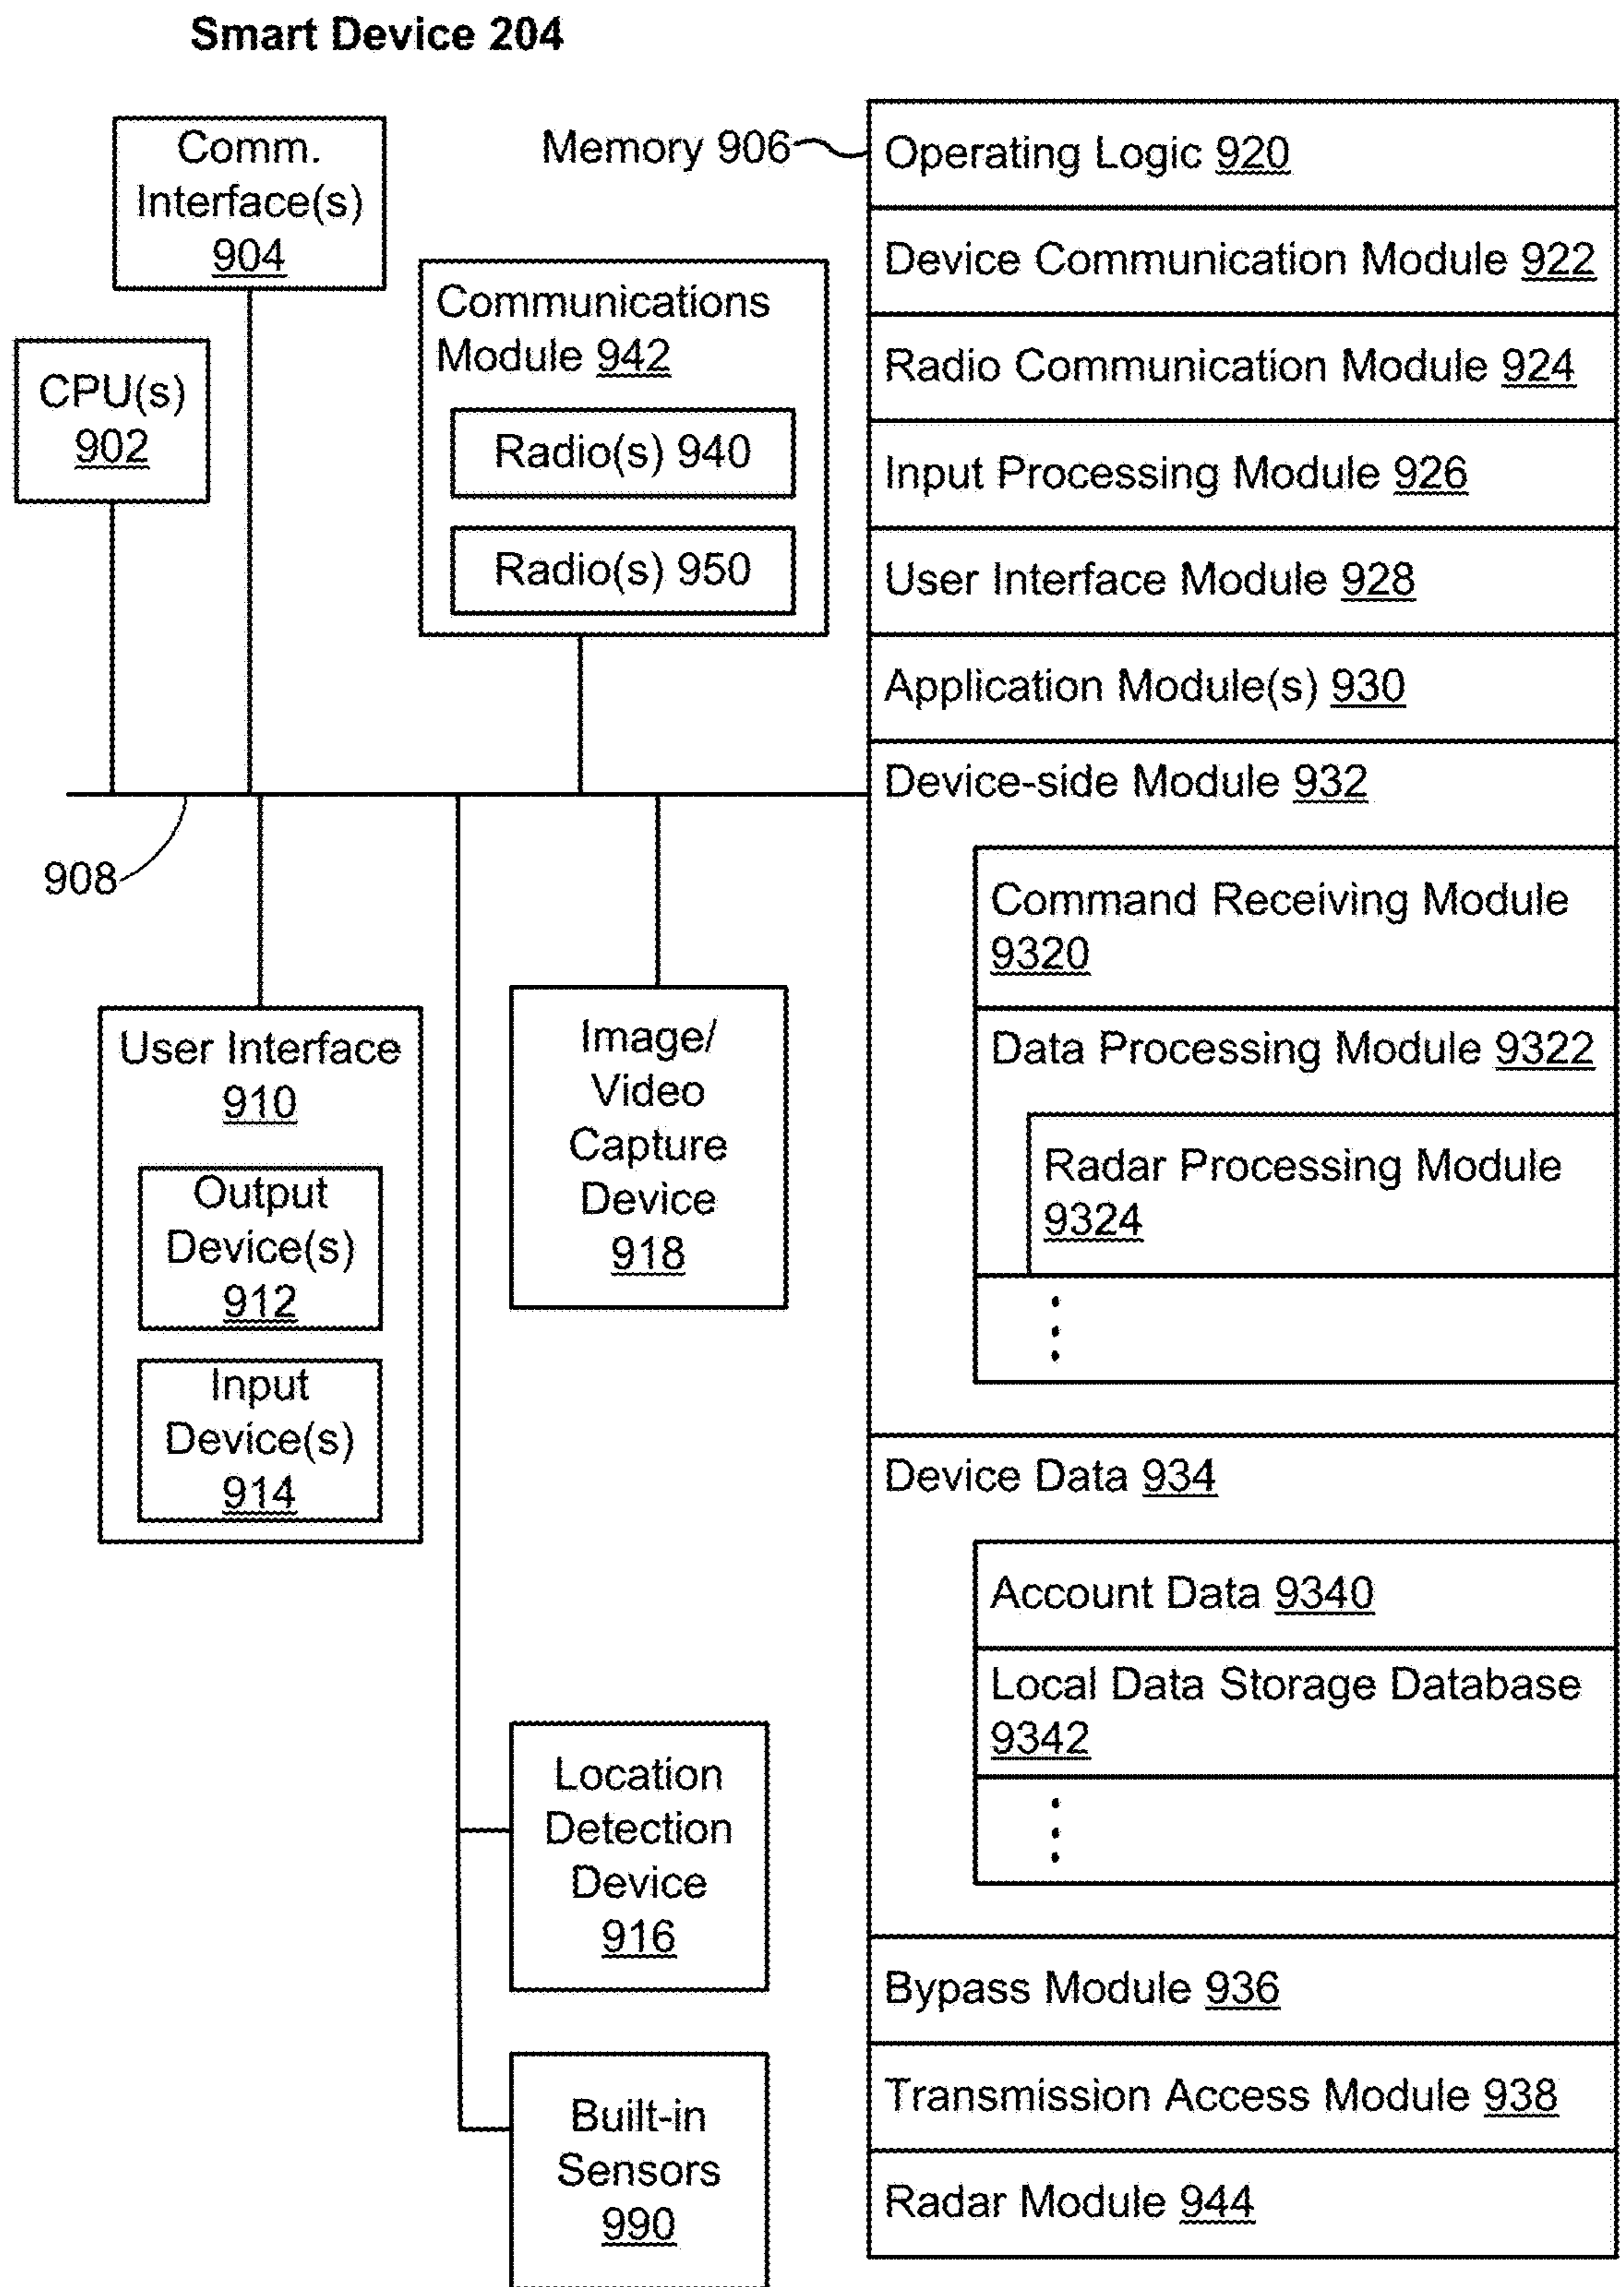 Smart Device 204
Comm.
Interface(s)
904
CPU(s)
902
Communications
Module 942
Radio(s) 940
Radio(s) 950
908
User Interface
910
Output
Device(s)
912
Input
Device(s)
914
Image/
Video
Capture
Device
918
Location
Detection
Device
916
Built-in
Sensors
990
Memory 906
Operating Logic 920
Device Communication Module 922
Radio Communication Module 924
Input Processing Module 926
User Interface Module 928
Application Module(s) 930
Device-side Module 932
Command Receiving Module
9320
Data Processing Module 9322
Radar Processing Module
9324
Device Data 934
Account Data 9340
Local Data Storage Database
9342
Bypass Module 936
Transmission Access Module 938
Radar Module 944